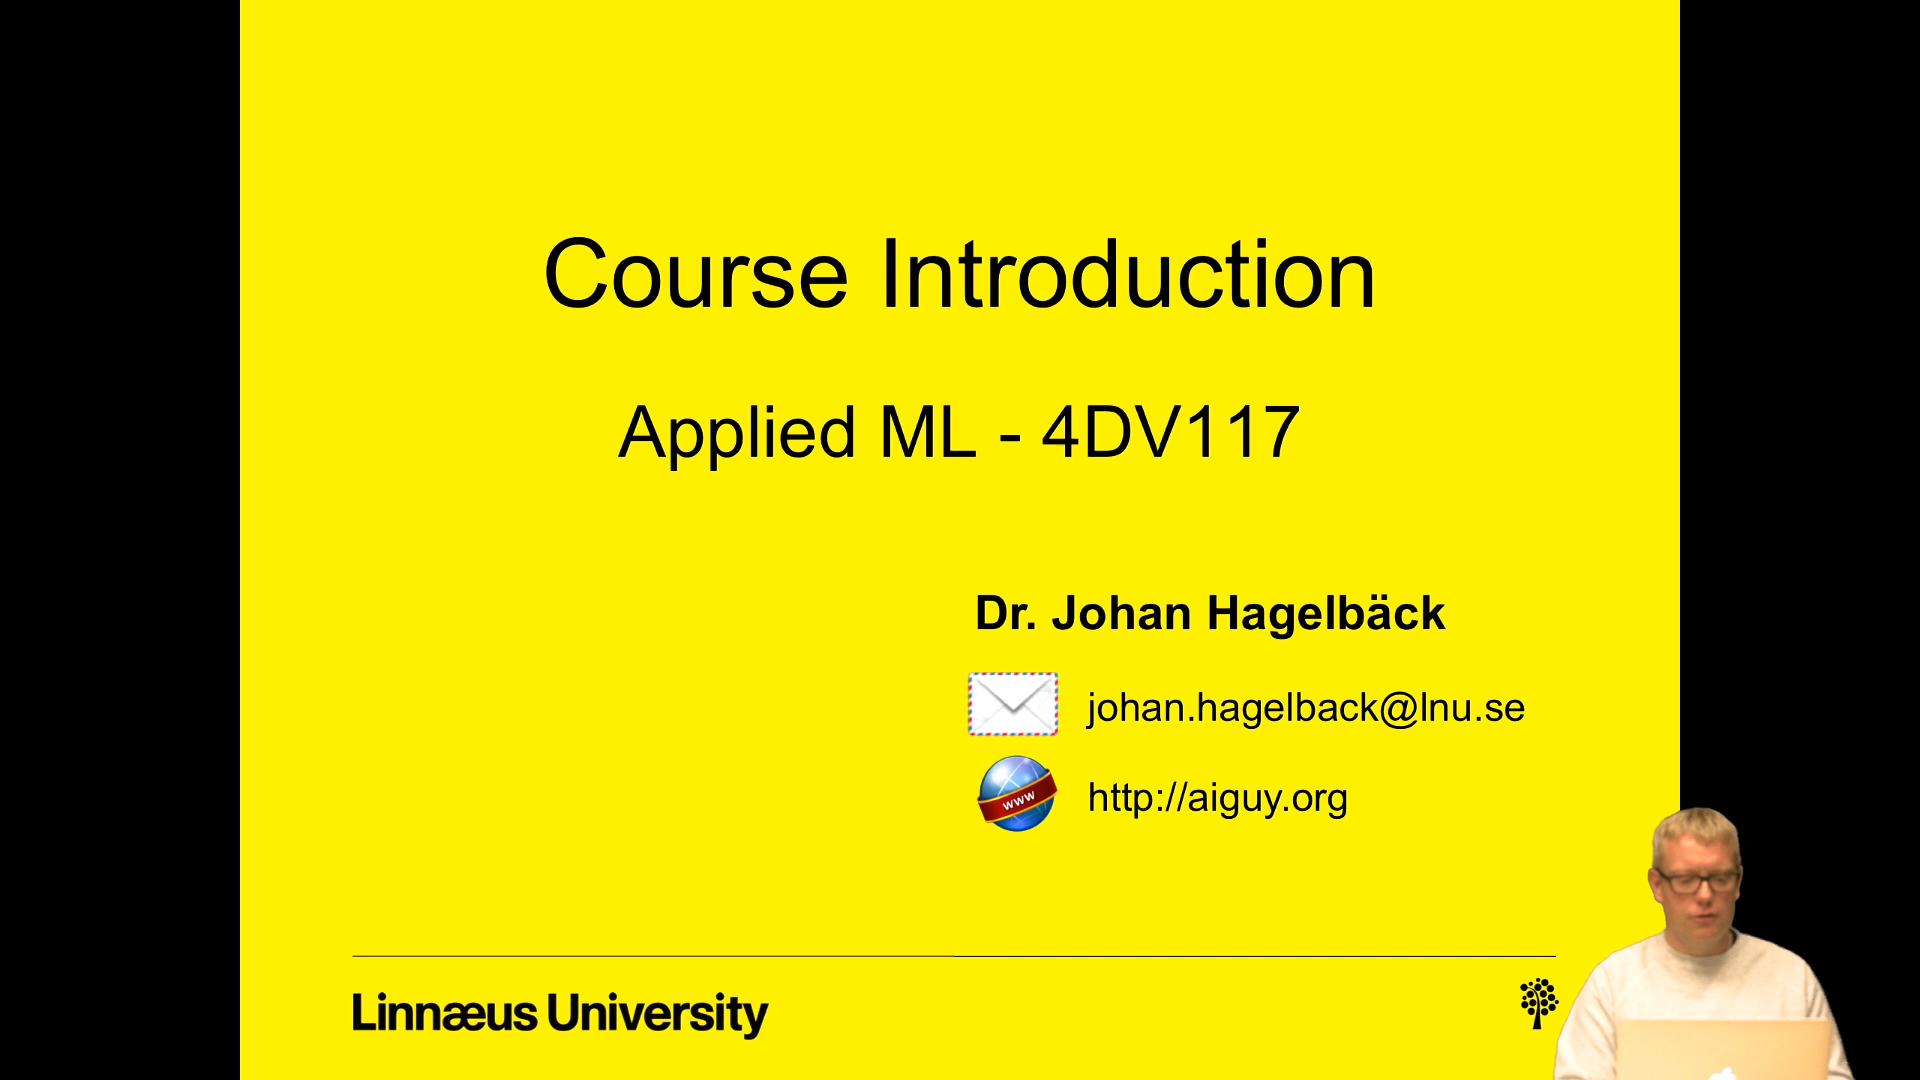 Course Introduction
Applied ML - 4DV117
Dr. Johan Hagelbäck
johan.hagelback@lnu.se
www
http://aiguy.org
Linnæus University